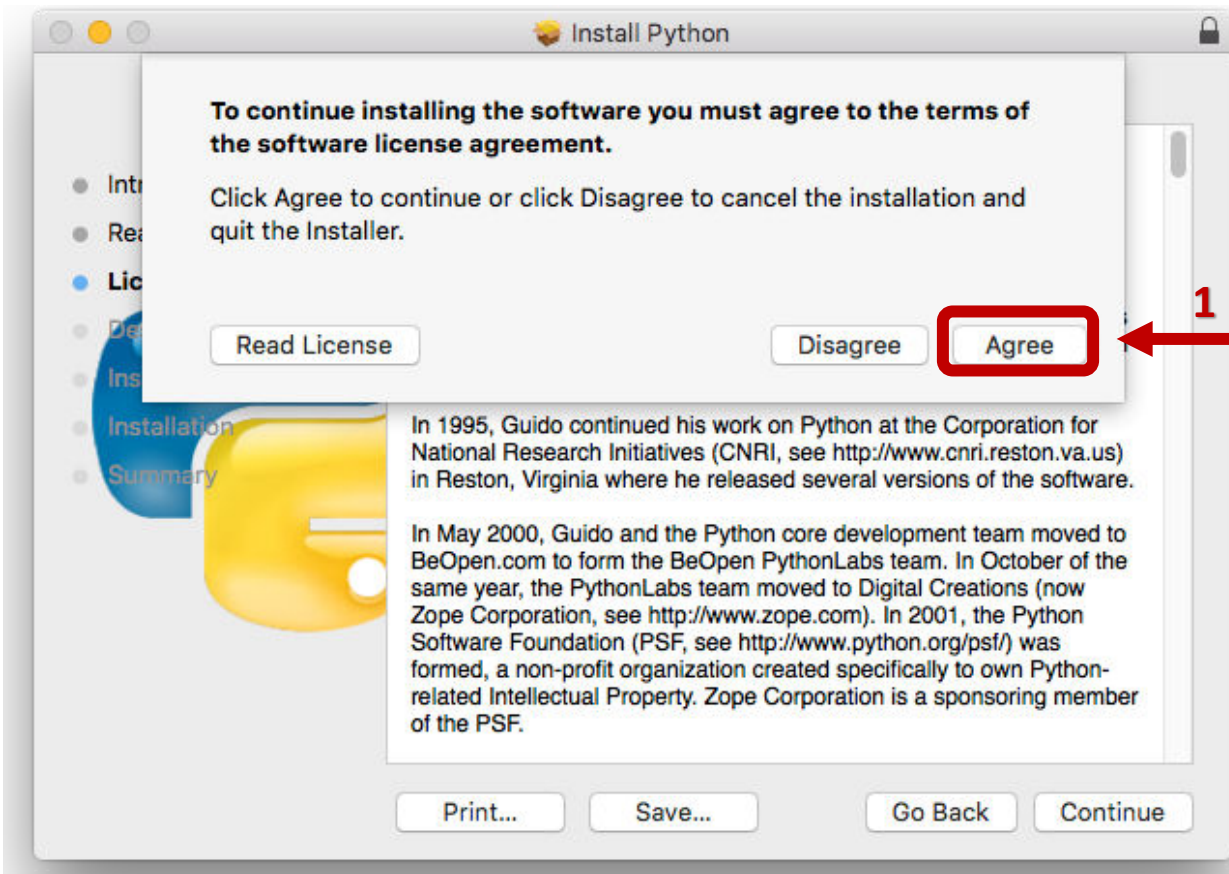 Install Python
To continue installing the software you must agree to the terms of
the software license agreement.
Click Agree to continue or click Disagree to cancel the installation and
quit the Installer.
Read License
Disagree
Agree
1
Intr
Rea
Lic
De
Ins
Installation
Summary
In 1995, Guido continued his work on Python at the Corporation for
National Research Initiatives (CNRI, see http://www.cnri.reston.va.us)
in Reston, Virginia where he released several versions of the software.
In May 2000, Guido and the Python core development team moved to
BeOpen.com to form the BeOpen PythonLabs team. In October of the
same year, the PythonLabs team moved to Digital Creations (now
Zope Corporation, see http://www.zope.com). In 2001, the Python
Software Foundation (PSF, see http://www.python.org/psf/) was
formed, a non-profit organization created specifically to own Python-
related Intellectual Property. Zope Corporation is a sponsoring member
of the PSF.
Print...
Save...
Go Back
Continue